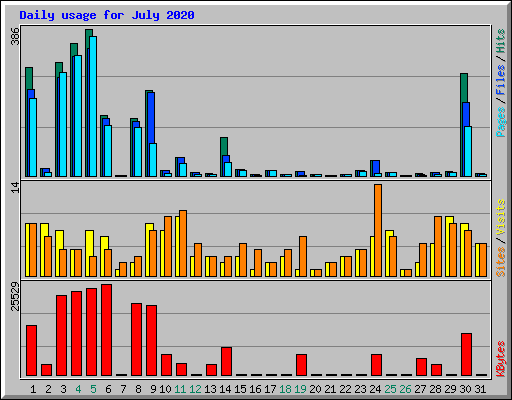 Daily usage for July 2020
386
Pages / Files / Hits
14
Sites / Visits
25529
KBytes
1 2 3 4 5 6 7 8 9 10 11 12 13 14 15 16 17 18 19 20 21 22 23 24 25 26 27 28 29 30 31